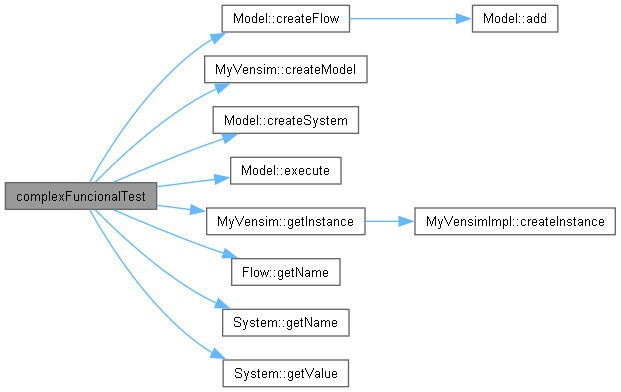 Model::createFlow
Model::add
MyVensim::createModel
Model::createSystem
Model::execute
complexFuncionalTest
MyVensim::getInstance
MyVensimImpl::createInstance
Flow::getName
System::getName
System::getValue